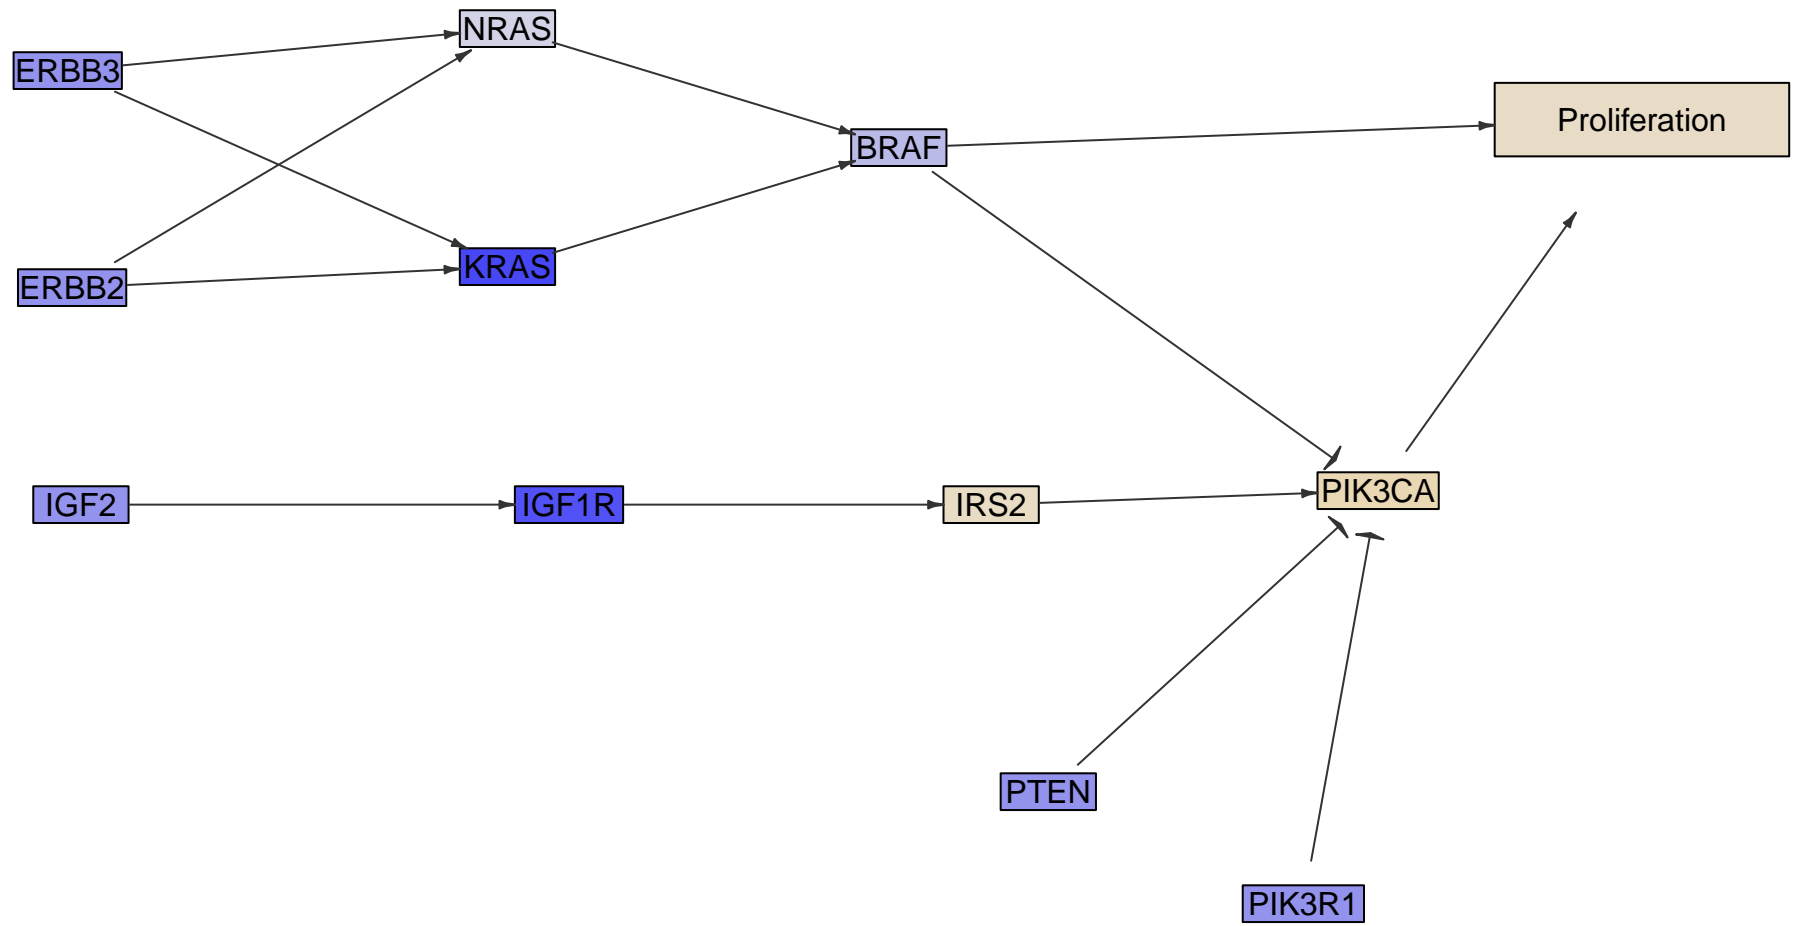 NRAS
ERBB3
Proliferation
BRAF
KRAS
ERBB2
PIK3CA
IGF2
IGF1R
IRS2
PTEN
PIK3R1